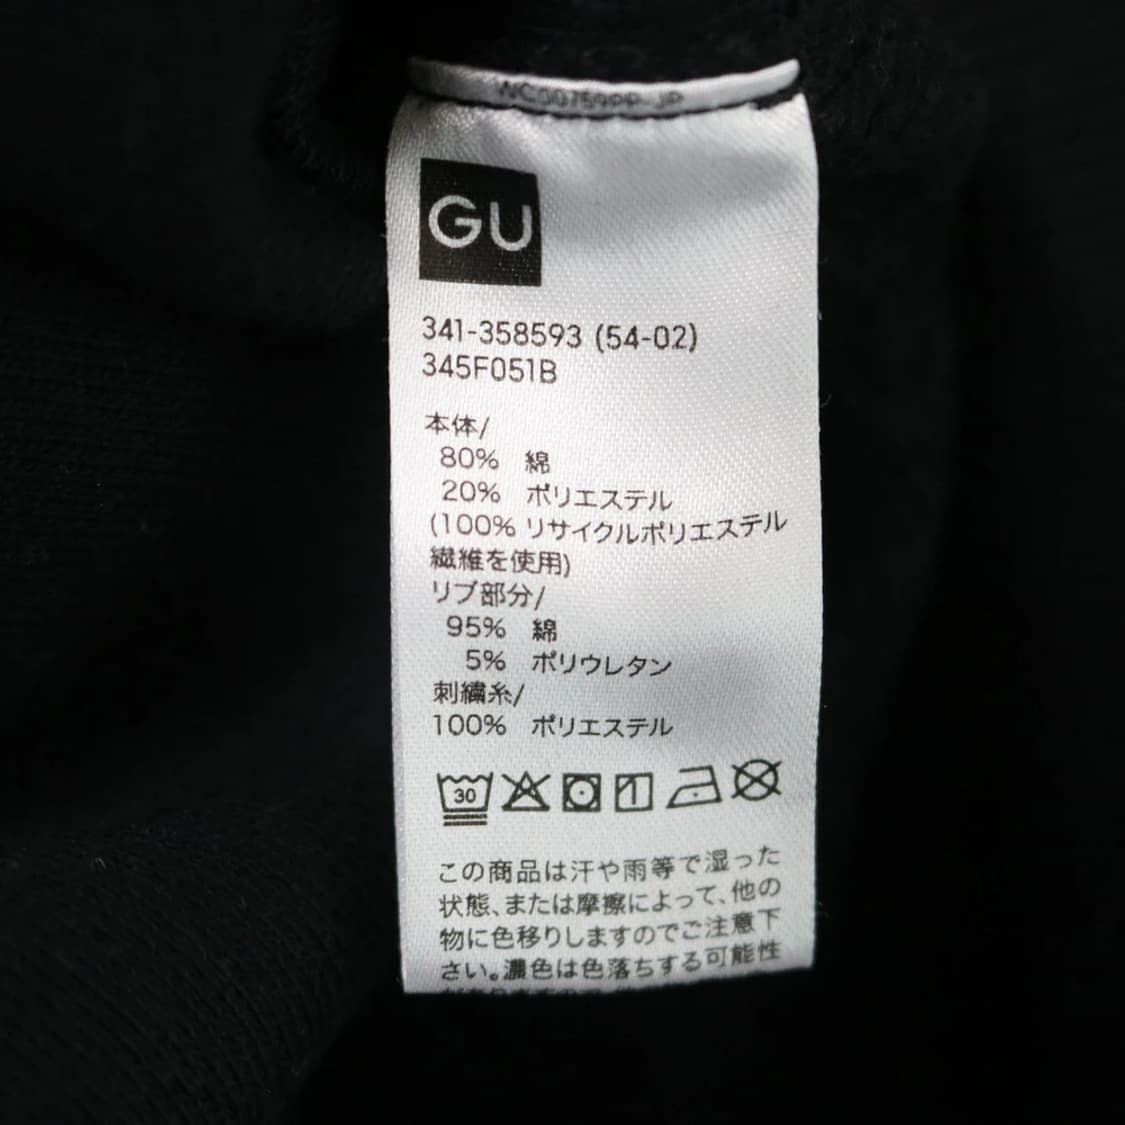 WC00759PP-JP
GU
341-358593 (54-02)
345F051B
本体/
80% 綿
20% ポリエステル
(100% リサイクルポリエステル
繊維を使用)
リブ部分/
95% 綿
5% ポリウレタン
刺繍糸/
100% ポリエステル
30
この商品は汗や雨等で湿った
状態、または摩擦によって、他の
物に色移りしますのでご注意下
さい。濃色は色落ちする可能性